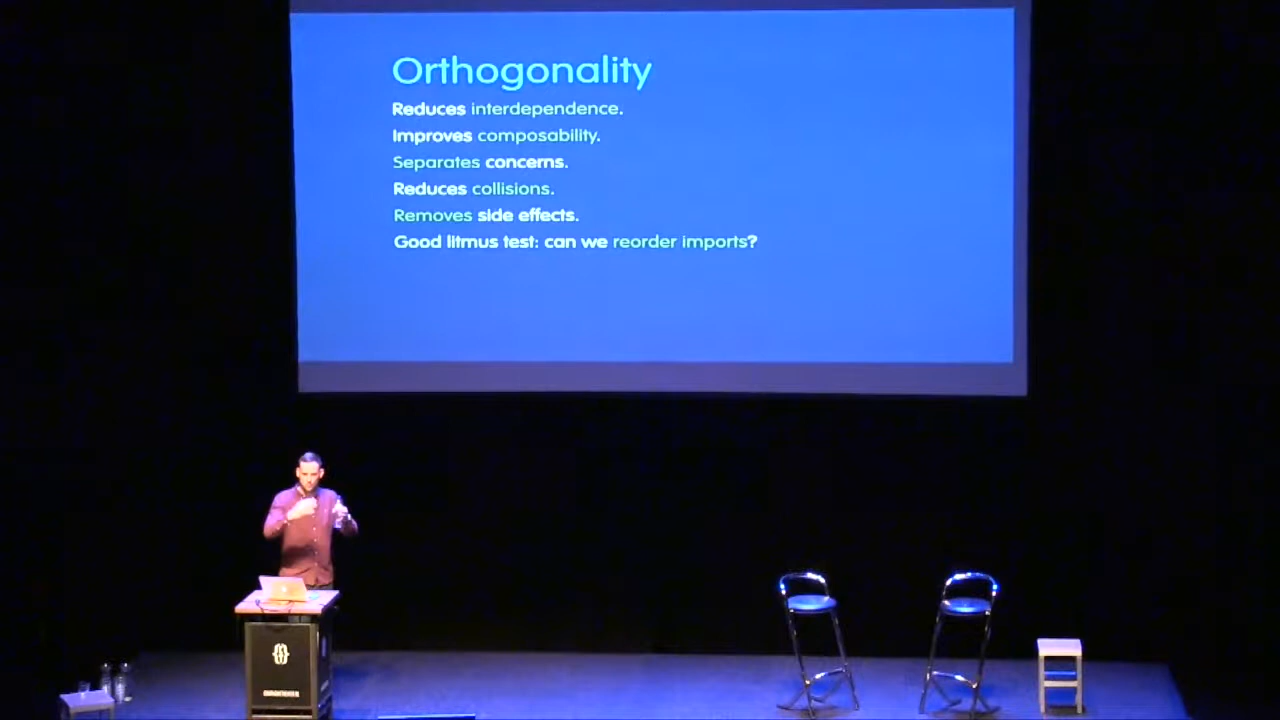 Orthogonality
Reduces interdependence.
Improves composability.
Separates concerns.
Reduces collisions.
Removes side effects.
Good litmus test: can we reorder imports?